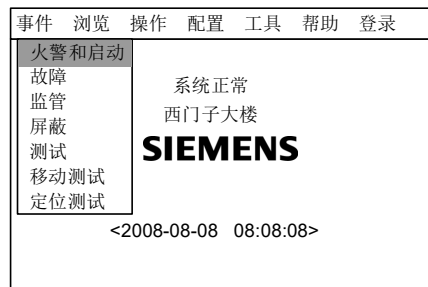 事件 浏览 操作 配置 工具 帮助 登录
火警和启动
故障
监管
屏蔽
测试
移动测试
定位测试
系统正常
西门子大楼
SIEMENS
<2008-08-08 08:08:08>